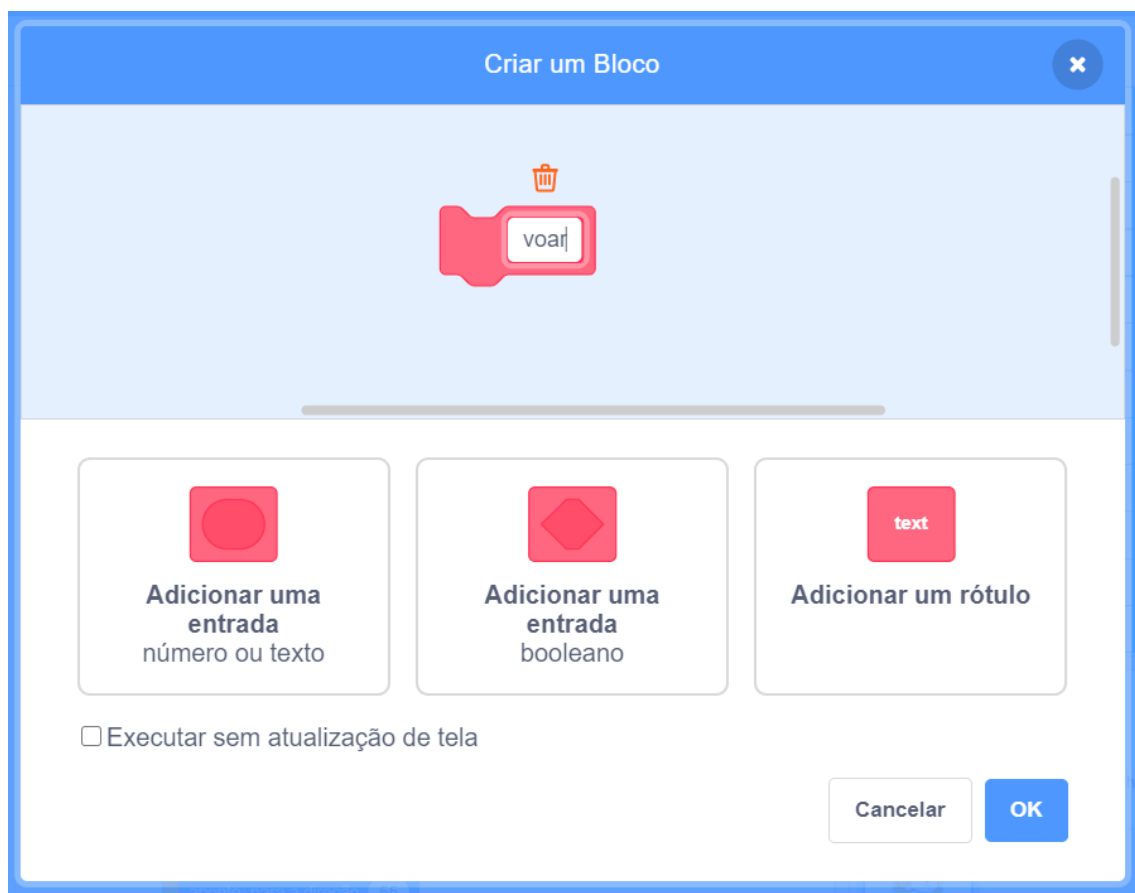 Criar um Bloco
voar
text
Adicionar uma
entrada
número ou texto
Adicionar uma
entrada
booleano
Adicionar um rótulo
Executar sem atualização de tela
Cancelar
OK